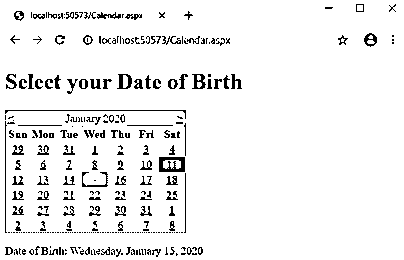 localhost:50573/Calendar.aspx
localhost:50573/Calendar.aspx
Select your Date of Birth
January 2020
Sun Mon Tue Wed Thu Fri Sat
29 30 31 1 2 3 4
5 6 7 8 9 10 11
12 13 14 16 17 18
19 20 21 22 23 24 25
26 27 28 29 30 31 1
2 3 4 5 6 7 8
Date of Birth: Wednesday, January 15, 2020